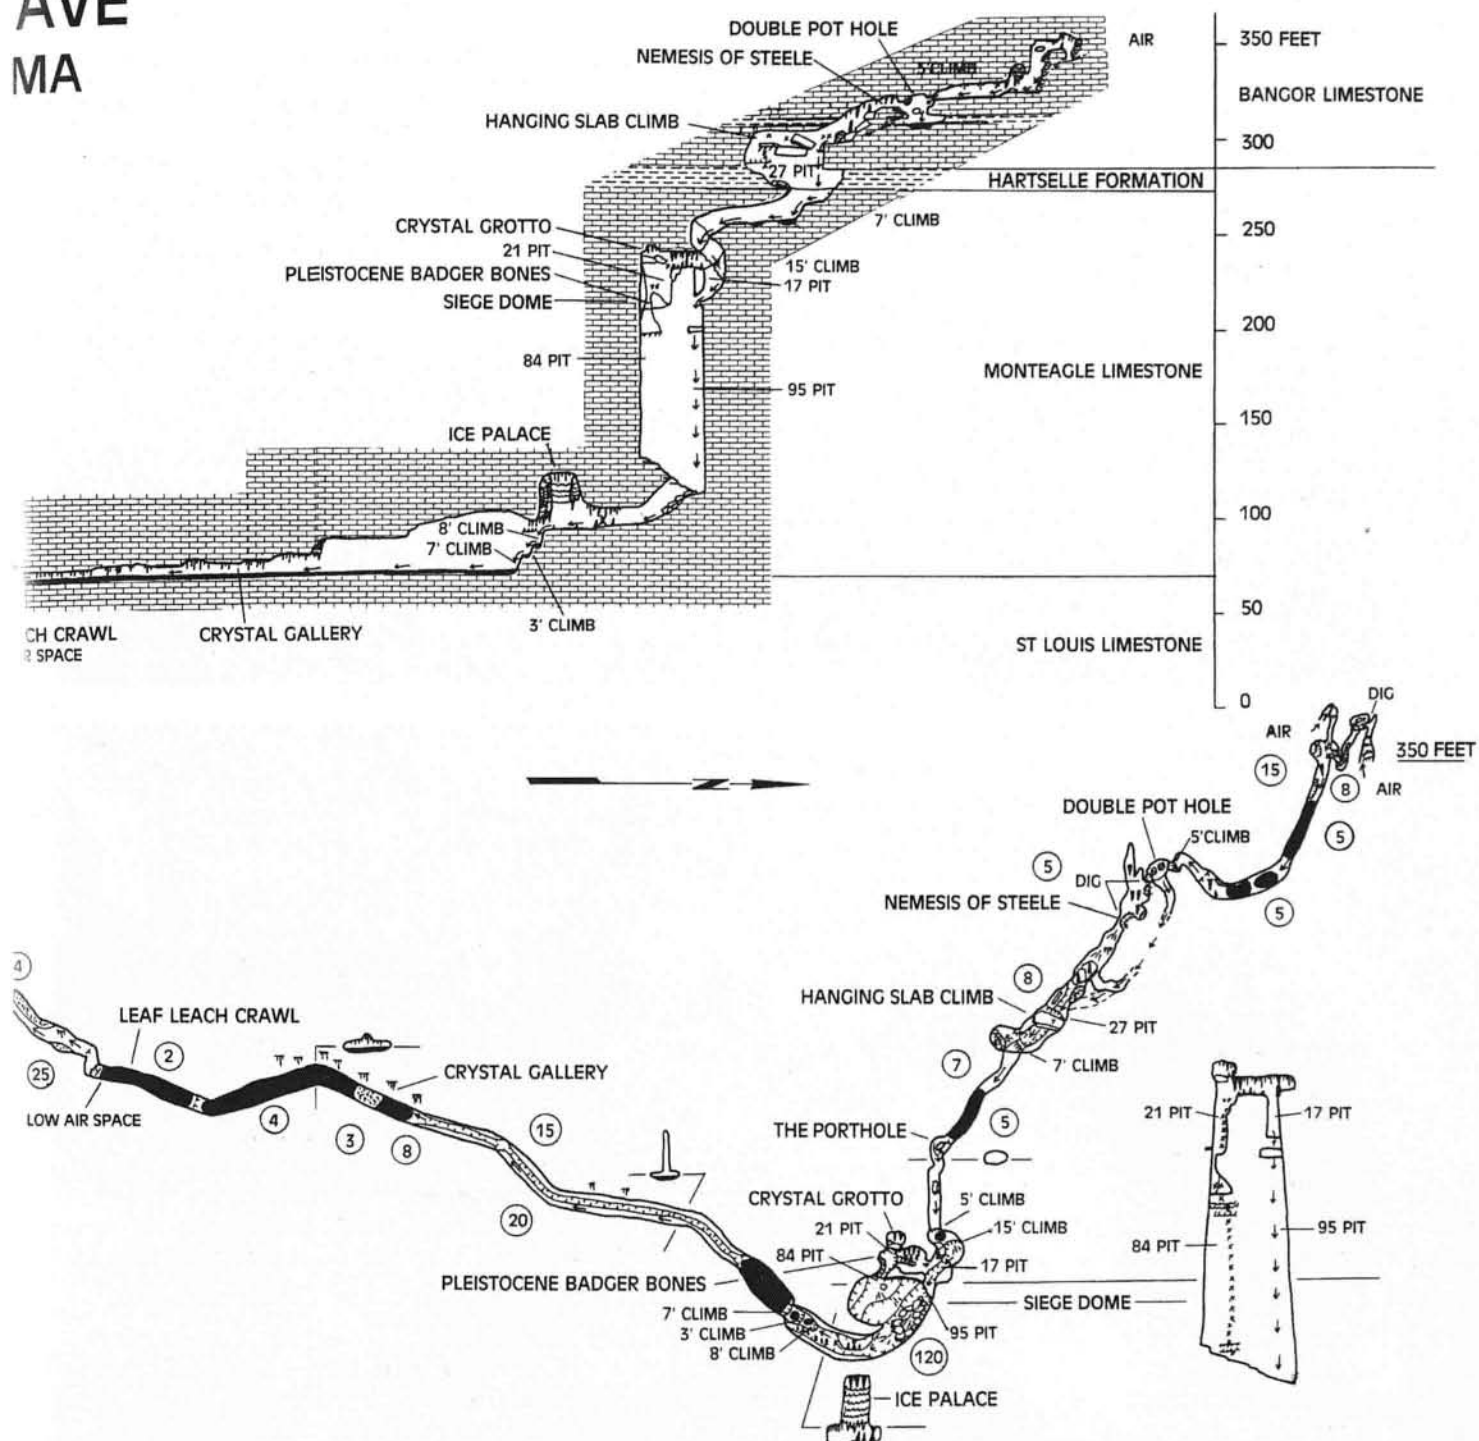 AVE
MA
DOUBLE POT HOLE
NEMESIS OF STEELE
5'CLIMB
AIR
350 FEET
BANGOR LIMESTONE
HANGING SLAB CLIMB
300
27 PIT
HARTSELLE FORMATION
CRYSTAL GROTTO
7' CLIMB
250
21 PIT
PLEISTOCENE BADGER BONES
15' CLIMB
17 PIT
SIEGE DOME
200
84 PIT
MONTEAGLE LIMESTONE
95 PIT
150
ICE PALACE
100
8' CLIMB
7' CLIMB
50
3' CLIMB
CH CRAWL
CRYSTAL GALLERY
SPACE
ST LOUIS LIMESTONE
0
DIG
AIR
350 FEET
15
8
AIR
N
DOUBLE POT HOLE
5'CLIMB
5
5
DIG
NEMESIS OF STEELE
5
4
8
HANGING SLAB CLIMB
27 PIT
LEAF LEACH CRAWL
2
7' CLIMB
7
25
CRYSTAL GALLERY
LOW AIR SPACE
4
3
8
15
5
21 PIT
17 PIT
THE PORTHOLE
CRYSTAL GROTTO
5' CLIMB
20
21 PIT
15' CLIMB
84 PIT
17 PIT
84 PIT
95 PIT
PLEISTOCENE BADGER BONES
SIEGE DOME
7' CLIMB
3' CLIMB
8' CLIMB
95 PIT
120
ICE PALACE